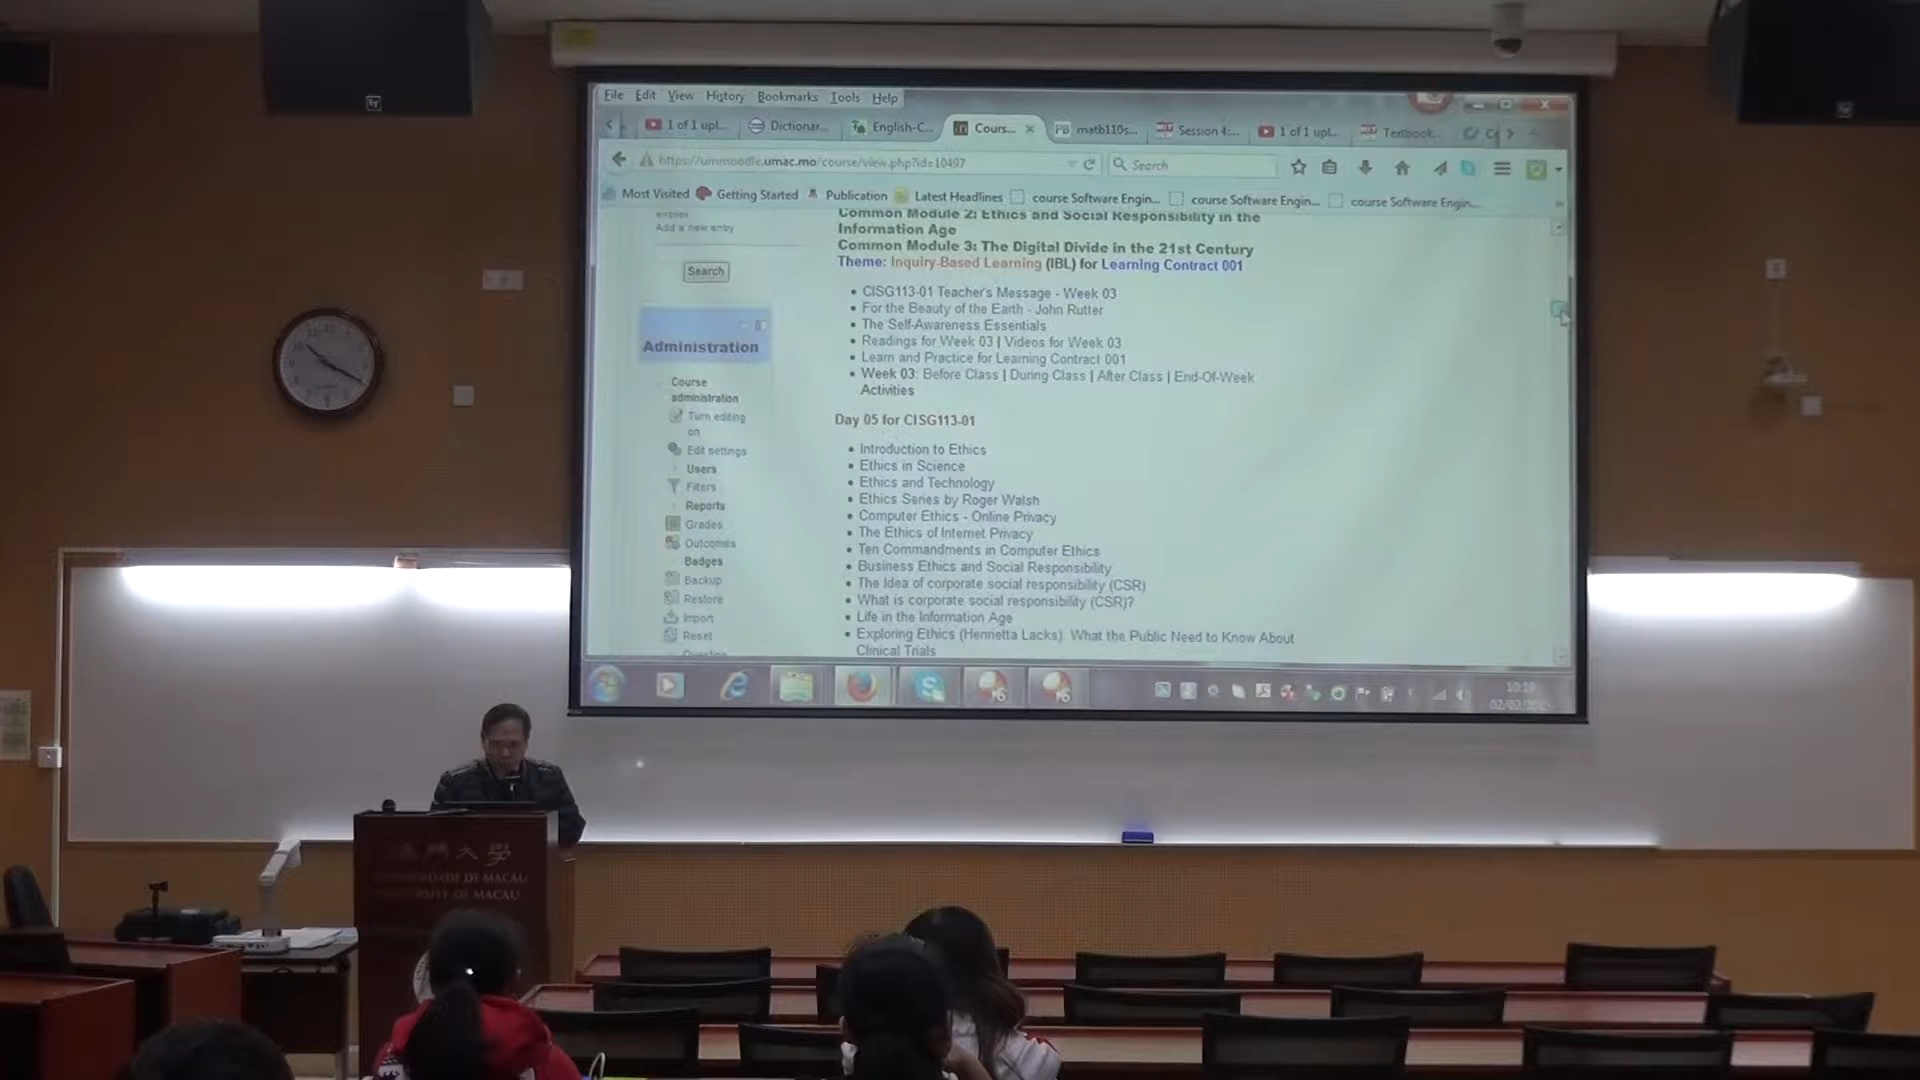 File Edit View History Bookmarks Tools Help
1 of 1 upl... Dictionar... English-C... Cours... PB matb110s... Session 4:... 1 of 1 upl... Textbook...
https://ummoodle.umac.mo/course/view.php?id=10497 Search
Most Visited Getting Started Publication Latest Headlines course Software Engin... course Software Engin... course Software Engin...
entries
Add a new entry
Search
Administration
Course
administration
Turn editing
on
Edit settings
Users
Filters
Reports
Grades
Outcomes
Badges
Backup
Restore
Import
Reset
Common Module 2: Ethics and Social Responsibility in the
Information Age
Common Module 3: The Digital Divide in the 21st Century
Theme: Inquiry-Based Learning (IBL) for Learning Contract 001
CISG113-01 Teacher's Message - Week 03
For the Beauty of the Earth - John Rutter
The Self-Awareness Essentials
Readings for Week 03 | Videos for Week 03
Learn and Practice for Learning Contract 001
Week 03: Before Class | During Class | After Class | End-Of-Week
Activities
Day 05 for CISG113-01
Introduction to Ethics
Ethics in Science
Ethics and Technology
Ethics Series by Roger Walsh
Computer Ethics - Online Privacy
The Ethics of Internet Privacy
Ten Commandments in Computer Ethics
Business Ethics and Social Responsibility
The Idea of corporate social responsibility (CSR)
What is corporate social responsibility (CSR)?
Life in the Information Age
Exploring Ethics (Henrietta Lacks): What the Public Need to Know About
Clinical Trials
10:19
澳門大學
UNIVERSIDADE DE MACAU
UNIVERSITY OF MACAU